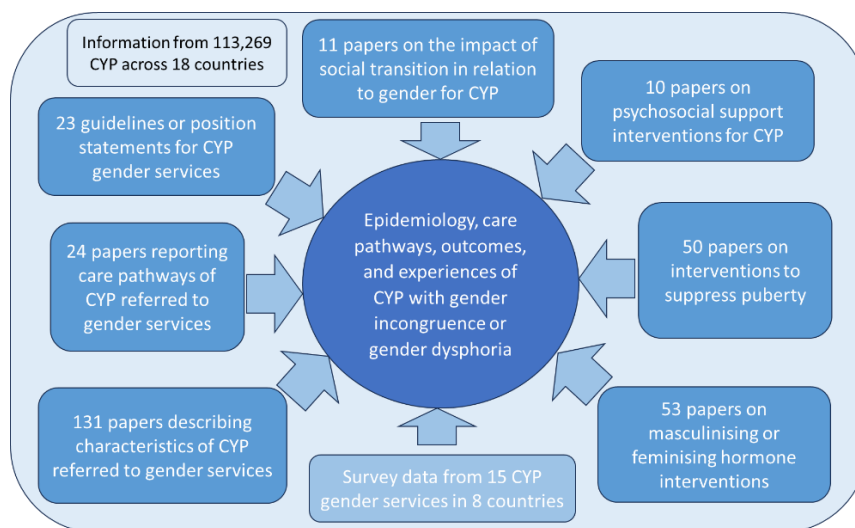 Information from 113,269
CYP across 18 countries
11 papers on the impact of
social transition in relation
to gender for CYP
10 papers on
psychosocial support
interventions for CYP
23 guidelines or position
statements for CYP
gender services
Epidemiology, care
pathways, outcomes,
and experiences of
CYP with gender
incongruence or
gender dysphoria
24 papers reporting
care pathways of
CYP referred to
gender services
50 papers on
interventions to
suppress puberty
131 papers describing
characteristics of CYP
referred to gender services
Survey data from 15 CYP
gender services in 8 countries
53 papers on
masculinising or
feminising hormone
interventions